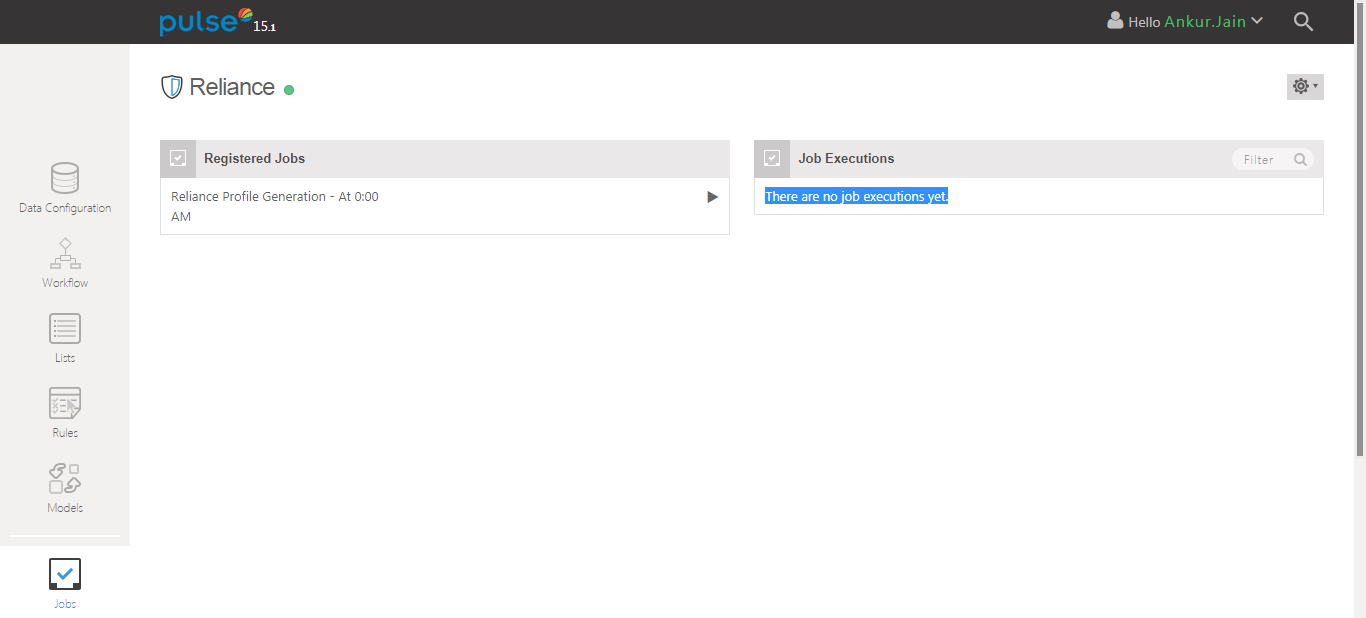 pulse 15.1
Hello Ankur.Jain
Reliance
Registered Jobs
Reliance Profile Generation - At 0:00
AM
Job Executions
Filter
There are no job executions yet.
Data Configuration
Workflow
Lists
Rules
Models
Jobs